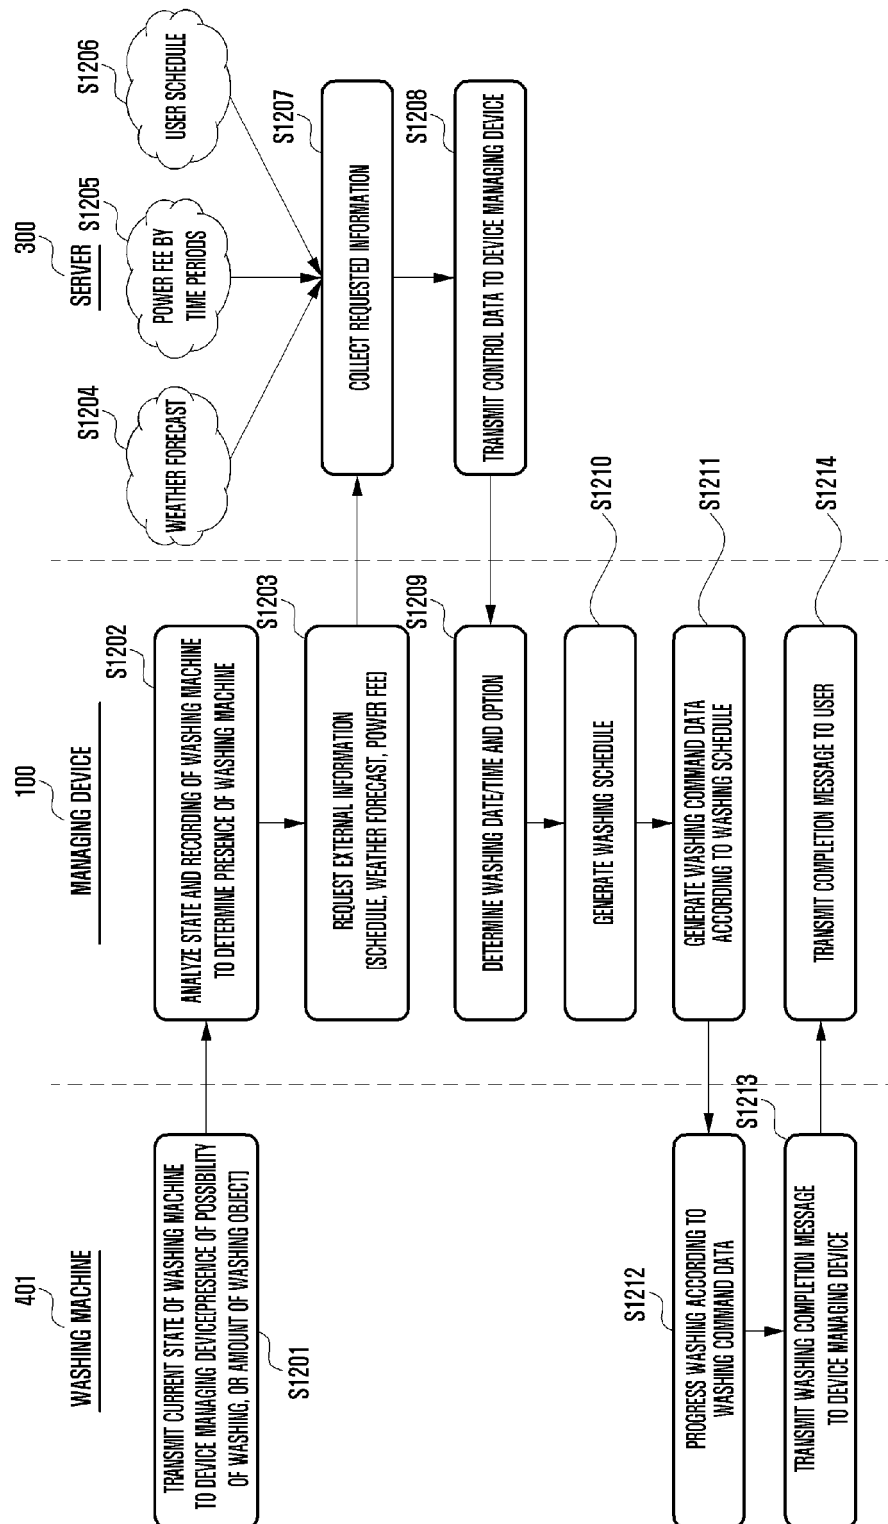 401
WASHING MACHINE
100
MANAGING DEVICE
300
SERVER
TRANSMIT CURRENT STATE OF WASHING MACHINE
TO DEVICE MANAGING DEVICE[PRESENCE OF POSSIBILITY
OF WASHING, OR AMOUNT OF WASHING OBJECT]
S1201
S1202
ANALYZE STATE AND RECORDING OF WASHING MACHINE
TO DETERMINE PRESENCE OF WASHING MACHINE
S1203
REQUEST EXTERNAL INFORMATION
[SCHEDULE, WEATHER FORECAST, POWER FEE]
S1204
WEATHER FORECAST
S1205
POWER FEE BY
TIME PERIODS
S1206
USER SCHEDULE
S1207
COLLECT REQUESTED INFORMATION
S1208
TRANSMIT CONTROL DATA TO DEVICE MANAGING DEVICE
S1209
DETERMINE WASHING DATE/TIME AND OPTION
S1210
GENERATE WASHING SCHEDULE
S1211
GENERATE WASHING COMMAND DATA
ACCORDING TO WASHING SCHEDULE
S1212
PROGRESS WASHING ACCORDING TO
WASHING COMMAND DATA
S1213
TRANSMIT WASHING COMPLETION MESSAGE
TO DEVICE MANAGING DEVICE
S1214
TRANSMIT COMPLETION MESSAGE TO USER